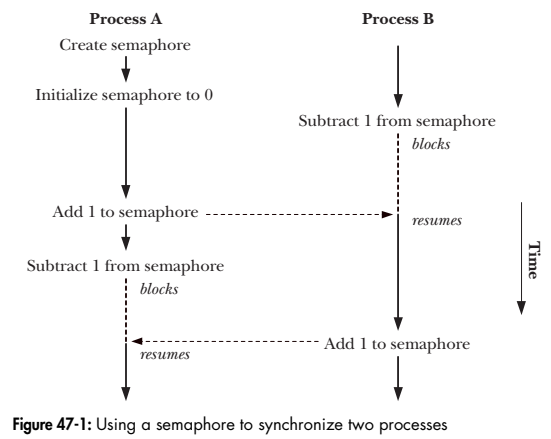 Process A
Process B
Create semaphore
Initialize semaphore to 0
Subtract 1 from semaphore
blocks
Add 1 to semaphore
resumes
Subtract 1 from semaphore
blocks
Time
Add 1 to semaphore
resumes
Figure 47-1: Using a semaphore to synchronize two processes